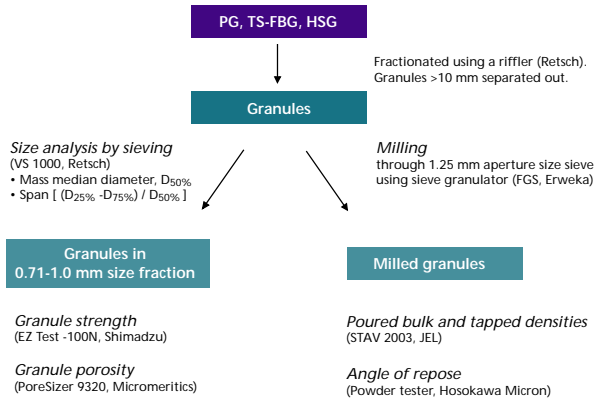 PG, TS-FBG, HSG
Fractionated using a riffler (Retsch).
Granules >10 mm separated out.
Granules
Size analysis by sieving
(VS 1000, Retsch)
• Mass median diameter, D50%
• Span [ (D25% -D75%) / D50% ]
Milling
through 1.25 mm aperture size sieve
using sieve granulator (FGS, Erweka)
Granules in
0.71-1.0 mm size fraction
Milled granules
Granule strength
(EZ Test -100N, Shimadzu)
Granule porosity
(PoreSizer 9320, Micromeritics)
Poured bulk and tapped densities
(STAV 2003, JEL)
Angle of repose
(Powder tester, Hosokawa Micron)